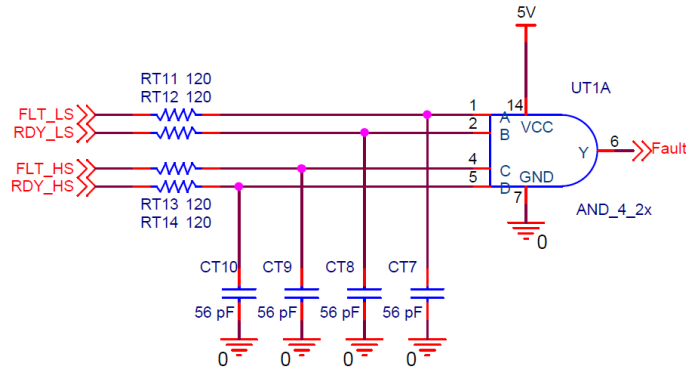 5V
RT11 120
RT12 120
UT1A
FLT_LS
RDY_LS
1
2
A
B
14
VCC
Y
6
Fault
FLT_HS
RDY_HS
4
5
C
D
GND
7
RT13 120
RT14 120
AND_4_2x
0
CT10
CT9
CT8
CT7
56 pF
56 pF
56 pF
56 pF
0
0
0
0